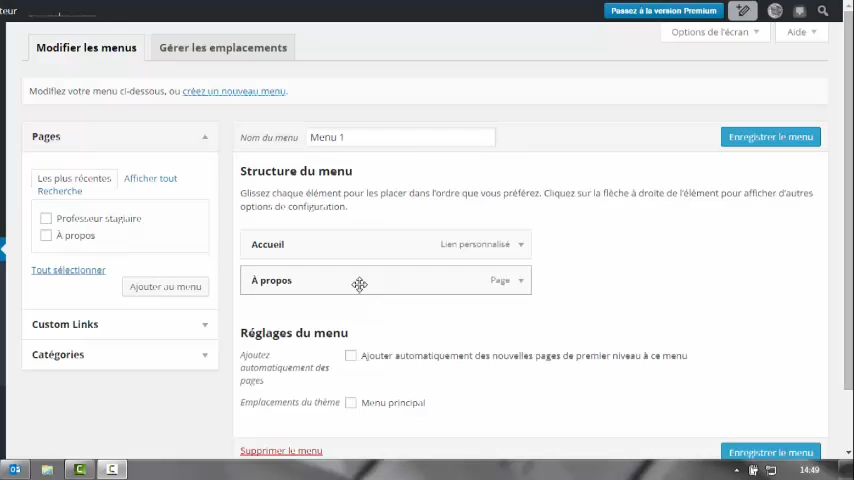 teur
Passez à la version Premium
Modifier les menus
Gérer les emplacements
Options de l'écran
Aide
Modifiez votre menu ci-dessous, ou créez un nouveau menu.
Pages
Nom du menu
Menu 1
Enregistrer le menu
Les plus récentes
Afficher tout
Recherche
Professeur stagiaire
À propos
Tout sélectionner
Ajouter au menu
Custom Links
Catégories
Structure du menu
Glissez chaque élément pour les placer dans l'ordre que vous préférez. Cliquez sur la flèche à droite de l'élément pour afficher d'autres
options de configuration.
Accueil
Lien personnalisé
À propos
Page
Réglages du menu
Ajoutez
automatiquement des
pages
Ajouter automatiquement des nouvelles pages de premier niveau à ce menu
Emplacements du thème
Menu principal
Supprimer le menu
Enregistrer le menu
14:49